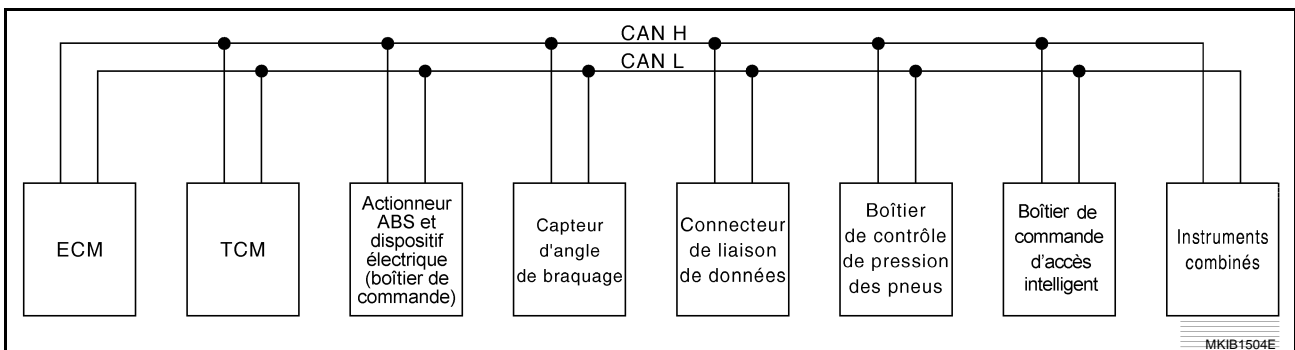 CAN H
CAN L
ECM
TCM
Actionneur
ABS et
dispositif
électrique
(boîtier de
commande)
Capteur
d'angle
de braquage
Connecteur
de liaison
de données
Boîtier
de contrôle
de pression
des pneus
Boîtier de
commande
d'accès
intelligent
Instruments
combinés
MKIB1504E